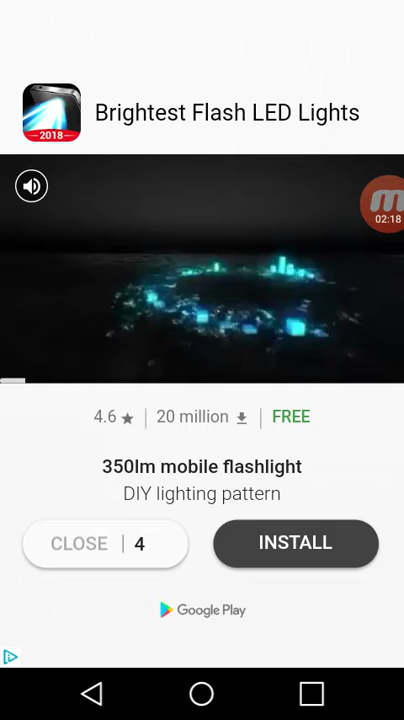 2018
Brightest Flash LED Lights
02:18
4.6 | 20 million | FREE
350lm mobile flashlight
DIY lighting pattern
CLOSE | 4
INSTALL
Google Play